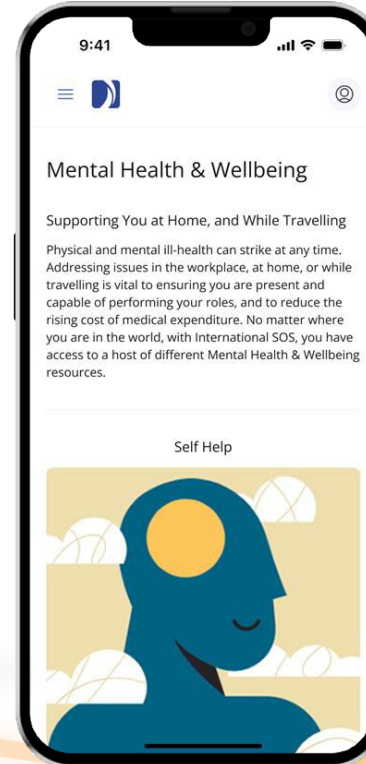 9:41
Mental Health & Wellbeing
Supporting You at Home, and While Travelling
Physical and mental ill-health can strike at any time.
Addressing issues in the workplace, at home, or while
travelling is vital to ensuring you are present and
capable of performing your roles, and to reduce the
rising cost of medical expenditure. No matter where
you are in the world, with International SOS, you have
access to a host of different Mental Health & Wellbeing
resources.
Self Help